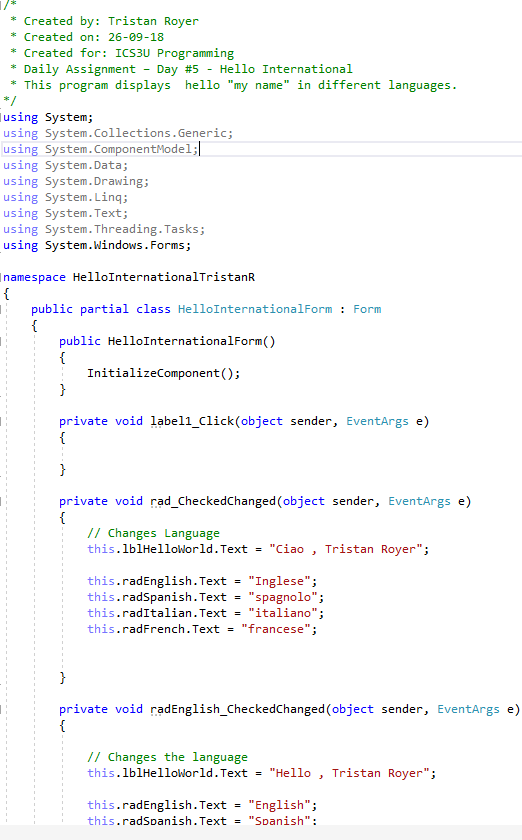 /*
 * Created by: Tristan Royer
 * Created on: 26-09-18
 * Created for: ICS3U Programming
 * Daily Assignment – Day #5 - Hello International
 * This program displays  hello "my name" in different languages.
*/
using System;
using System.Collections.Generic;
using System.ComponentModel;
using System.Data;
using System.Drawing;
using System.Linq;
using System.Text;
using System.Threading.Tasks;
using System.Windows.Forms;

namespace HelloInternationalTristanR
{
    public partial class HelloInternationalForm : Form
    {
        public HelloInternationalForm()
        {
            InitializeComponent();
        }

        private void label1_Click(object sender, EventArgs e)
        {

        }

        private void rad_CheckedChanged(object sender, EventArgs e)
        {
            // Changes Language
            this.lblHelloWorld.Text = "Ciao , Tristan Royer";

            this.radEnglish.Text = "Inglese";
            this.radSpanish.Text = "spagnolo";
            this.radItalian.Text = "italiano";
            this.radFrench.Text = "francese";


        }

        private void radEnglish_CheckedChanged(object sender, EventArgs e)
        {

            // Changes the language
            this.lblHelloWorld.Text = "Hello , Tristan Royer";

            this.radEnglish.Text = "English";
            this.radSpanish.Text = "Spanish";